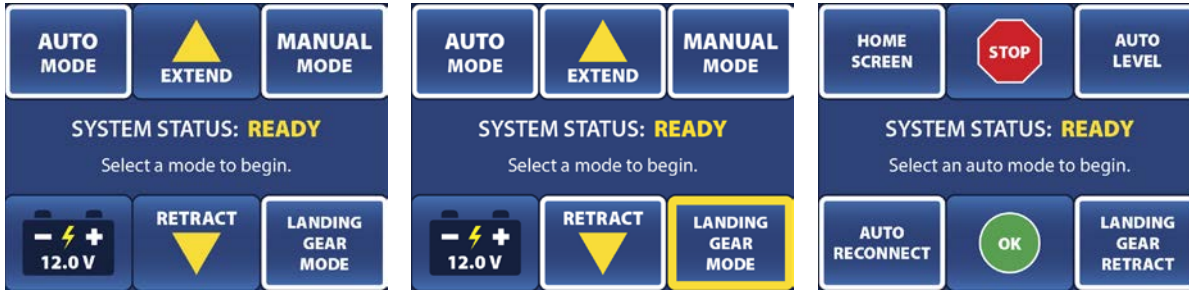 AUTO
MODE
EXTEND
MANUAL
MODE
SYSTEM STATUS: READY
Select a mode to begin.
12.0 V
RETRACT
LANDING
GEAR
MODE
AUTO
MODE
EXTEND
MANUAL
MODE
SYSTEM STATUS: READY
Select a mode to begin.
12.0 V
RETRACT
LANDING
GEAR
MODE
HOME
SCREEN
STOP
AUTO
LEVEL
SYSTEM STATUS: READY
Select an auto mode to begin.
AUTO
RECONNECT
OK
LANDING
GEAR
RETRACT